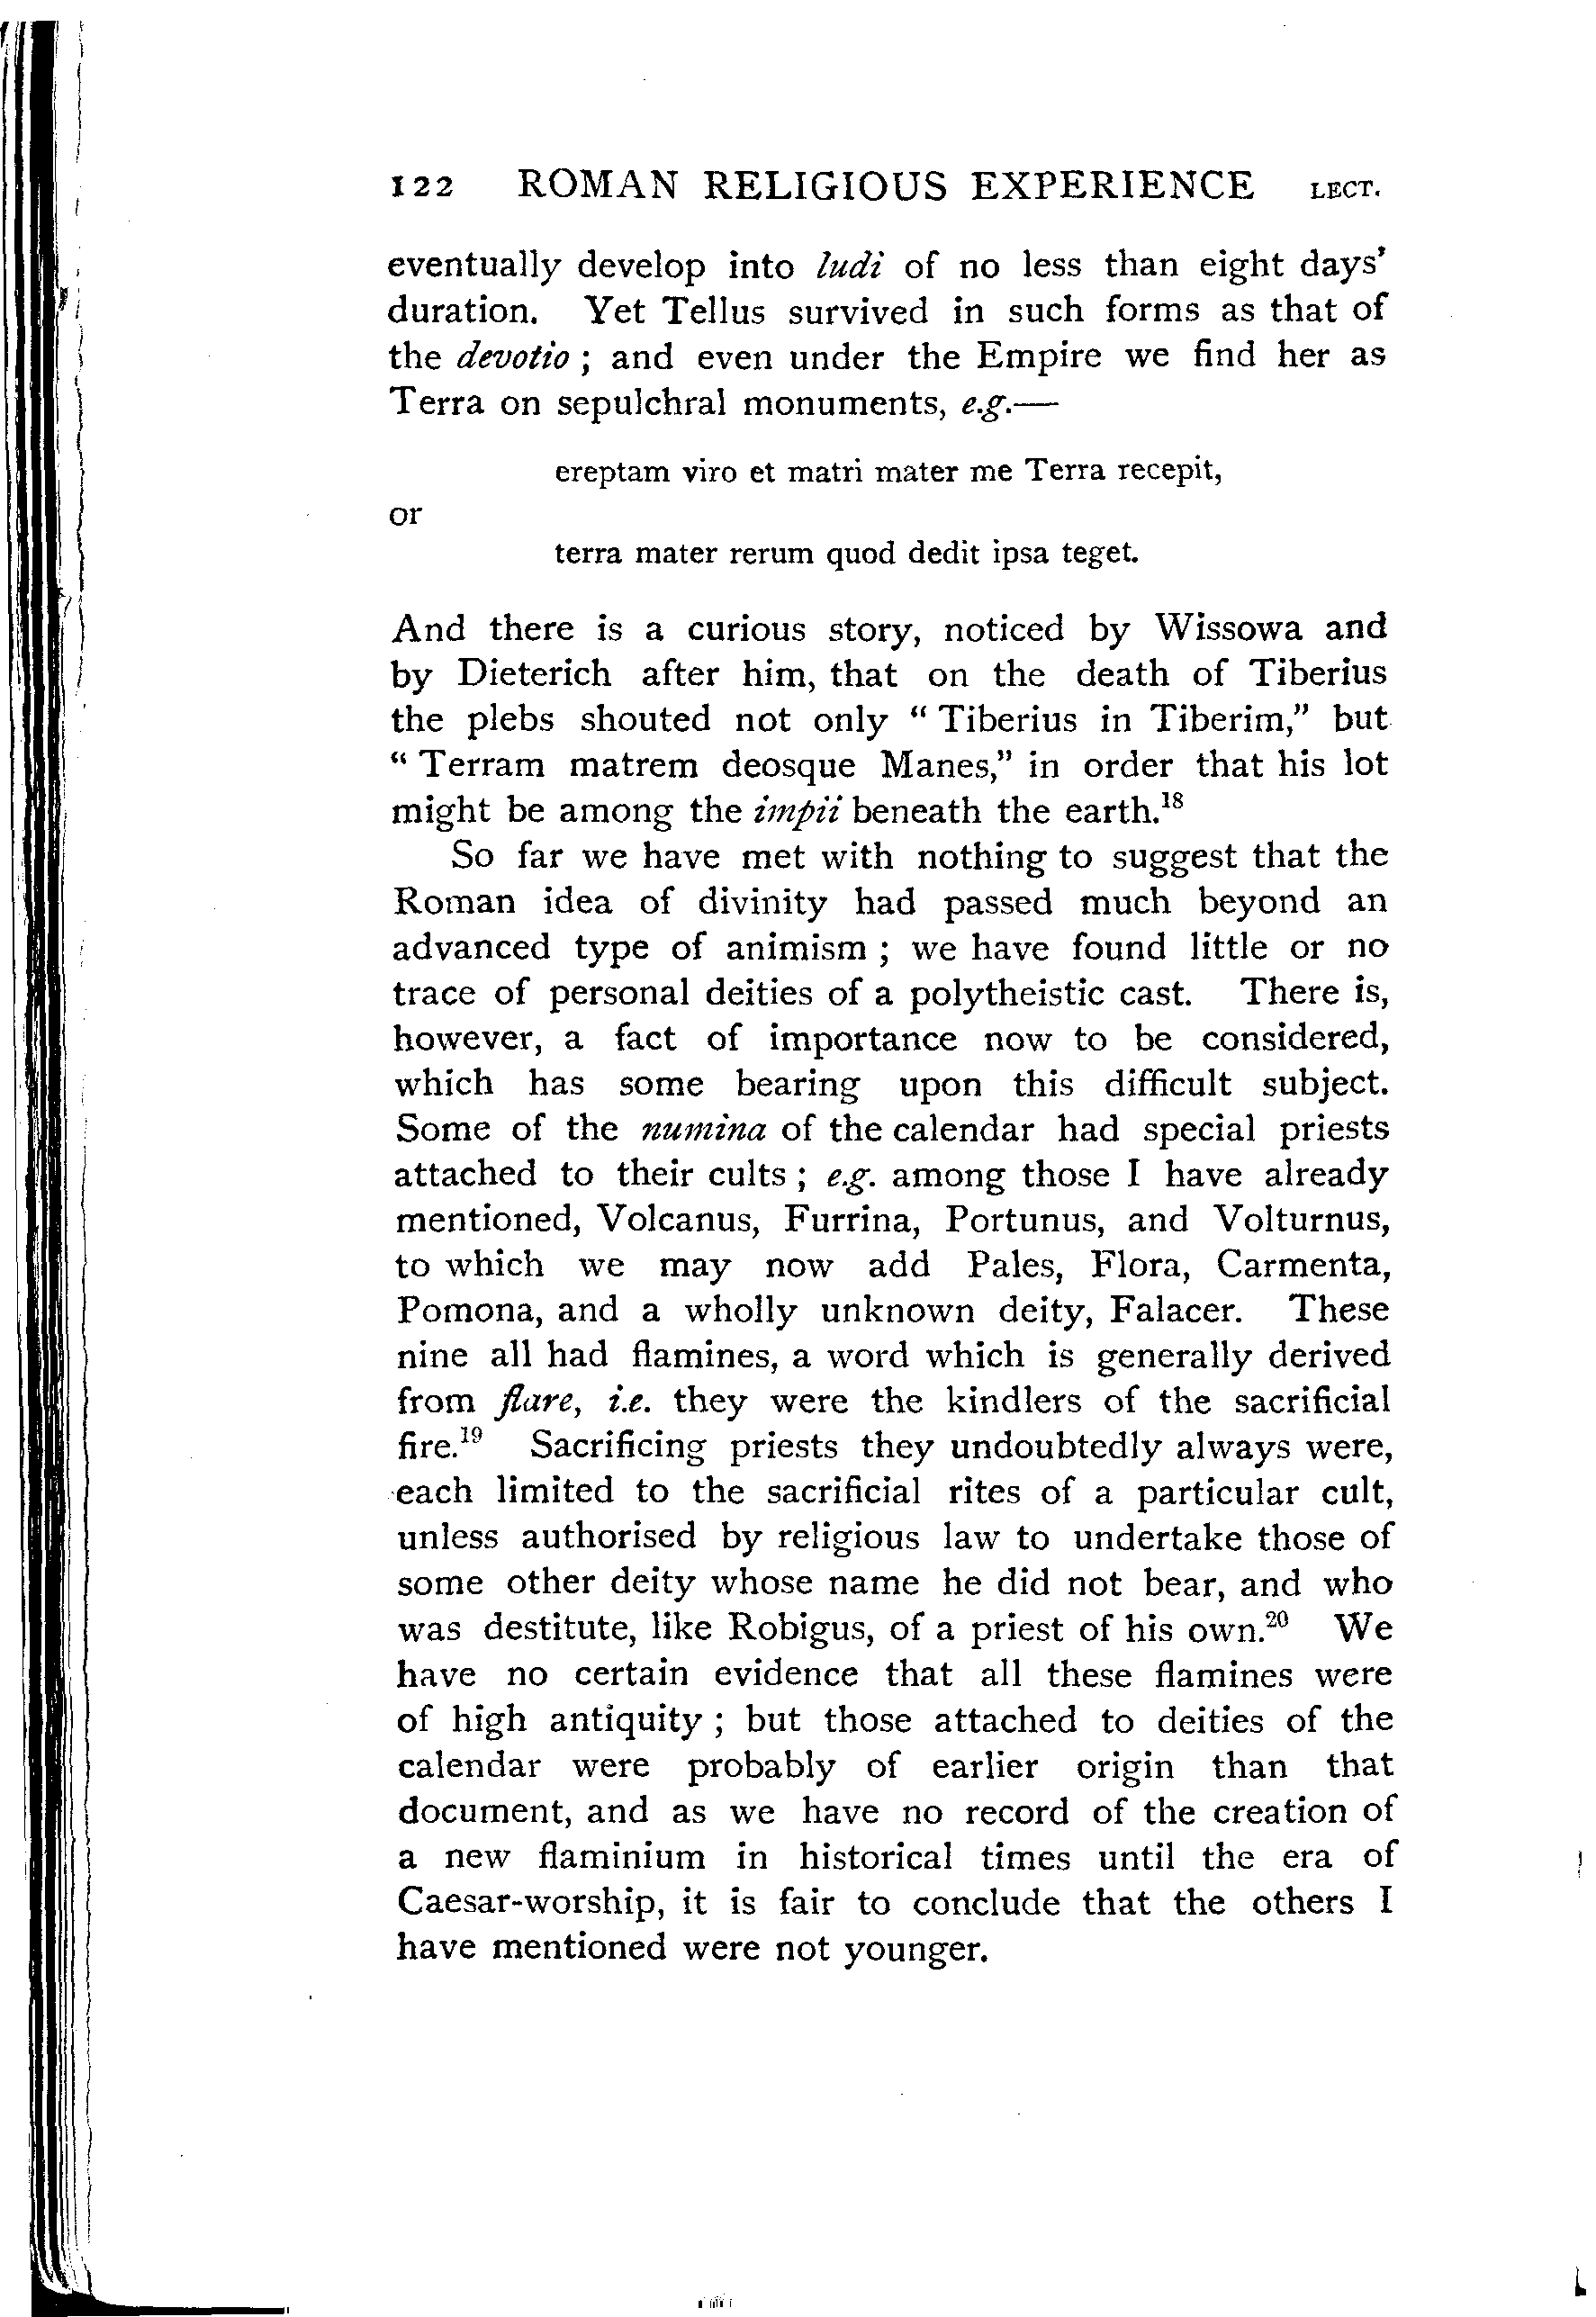 122 ROMAN RELIGIOUS EXPERIENCE LECT.
eventually develop into ludi of no less than eight days'
duration. Yet Tellus survived in such forms as that of
the devotio ; and even under the Empire we find her as
Terra on sepulchral monuments, e.g.—
ereptam viro et matri mater me Terra recepit,
or
terra mater rerum quod dedit ipsa teget.
And there is a curious story, noticed by Wissowa and
by Dieterich after him, that on the death of Tiberius
the plebs shouted not only “ Tiberius in Tiberim,” but
“ Terram matrem deosque Manes,” in order that his lot
might be among the impii beneath the earth.¹⁸
So far we have met with nothing to suggest that the
Roman idea of divinity had passed much beyond an
advanced type of animism ; we have found little or no
trace of personal deities of a polytheistic cast. There is,
however, a fact of importance now to be considered,
which has some bearing upon this difficult subject.
Some of the numina of the calendar had special priests
attached to their cults ; e.g. among those I have already
mentioned, Volcanus, Furrina, Portunus, and Volturnus,
to which we may now add Pales, Flora, Carmenta,
Pomona, and a wholly unknown deity, Falacer. These
nine all had flamines, a word which is generally derived
from flare, i.e. they were the kindlers of the sacrificial
fire.¹⁹ Sacrificing priests they undoubtedly always were,
each limited to the sacrificial rites of a particular cult,
unless authorised by religious law to undertake those of
some other deity whose name he did not bear, and who
was destitute, like Robigus, of a priest of his own.²⁰ We
have no certain evidence that all these flamines were
of high antiquity ; but those attached to deities of the
calendar were probably of earlier origin than that
document, and as we have no record of the creation of
a new flaminium in historical times until the era of
Caesar-worship, it is fair to conclude that the others I
have mentioned were not younger.